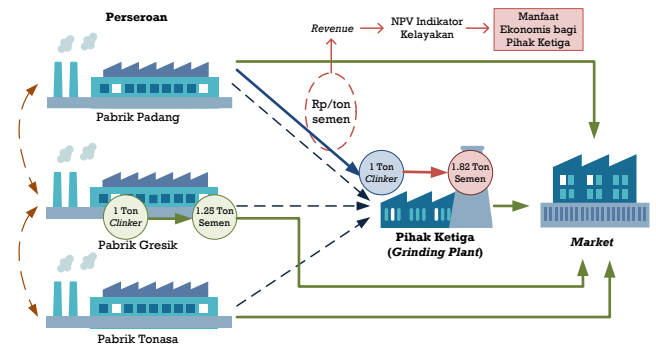 Perseroan
Revenue
NPV Indikator
Kelayakan
Manfaat
Ekonomis bagi
Pihak Ketiga
Rp/ton
semen
Pabrik Padang
1 Ton
Clinker
1.82 Ton
Semen
1 Ton
Clinker
1.25 Ton
Semen
Pabrik Gresik
Pihak Ketiga
(Grinding Plant)
Market
Pabrik Tonasa